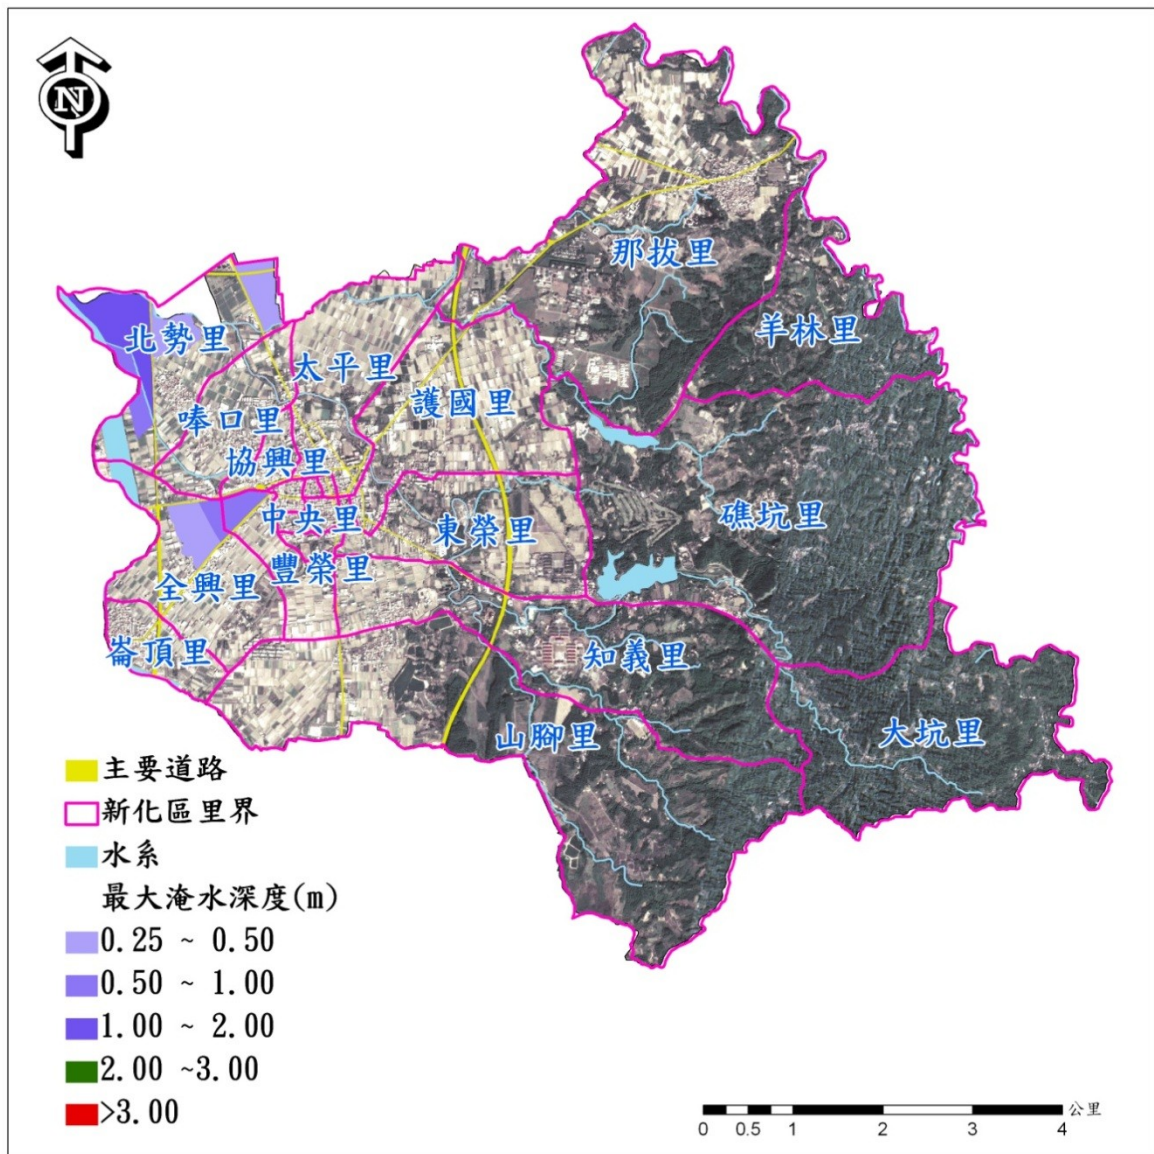 N
那拔里
羊林里
北勢里
太平里
護國里
唪口里
協興里
中央里
東榮里
礁坑里
豐榮里
全興里
崙頂里
知義里
山腳里
大坑里
主要道路
新化區里界
水系
最大淹水深度(m)
0.25 ~ 0.50
0.50 ~ 1.00
1.00 ~ 2.00
2.00 ~3.00
>3.00
公里
0 0.5 1 2 3 4